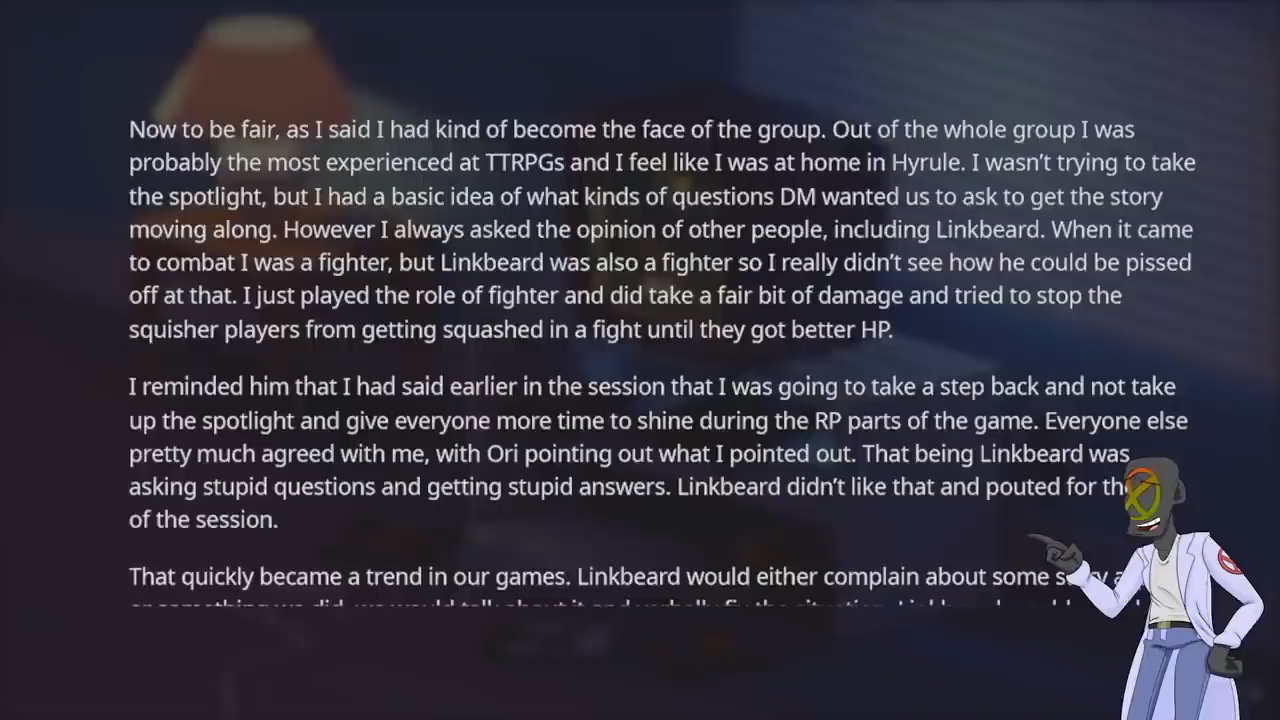 Now to be fair, as I said I had kind of become the face of the group. Out of the whole group I was
probably the most experienced at TTRPGs and I feel like I was at home in Hyrule. I wasn’t trying to take
the spotlight, but I had a basic idea of what kinds of questions DM wanted us to ask to get the story
moving along. However I always asked the opinion of other people, including Linkbeard. When it came
to combat I was a fighter, but Linkbeard was also a fighter so I really didn’t see how he could be pissed
off at that. I just played the role of fighter and did take a fair bit of damage and tried to stop the
squisher players from getting squashed in a fight until they got better HP.
I reminded him that I had said earlier in the session that I was going to take a step back and not take
up the spotlight and give everyone more time to shine during the RP parts of the game. Everyone else
pretty much agreed with me, with Ori pointing out what I pointed out. That being Linkbeard was
asking stupid questions and getting stupid answers. Linkbeard didn’t like that and pouted for
of the session.
That quickly became a trend in our games. Linkbeard would either complain about some